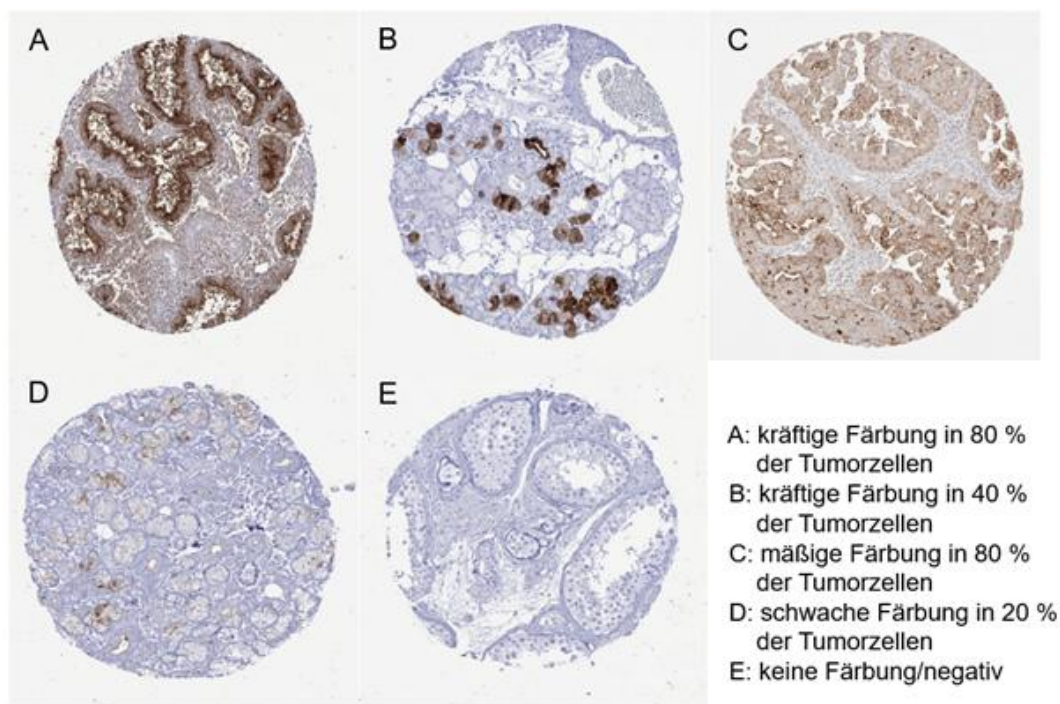 A
B
C
D
E
A: kräftige Färbung in 80 %
der Tumorzellen
B: kräftige Färbung in 40 %
der Tumorzellen
C: mäßige Färbung in 80 %
der Tumorzellen
D: schwache Färbung in 20 %
der Tumorzellen
E: keine Färbung/negativ